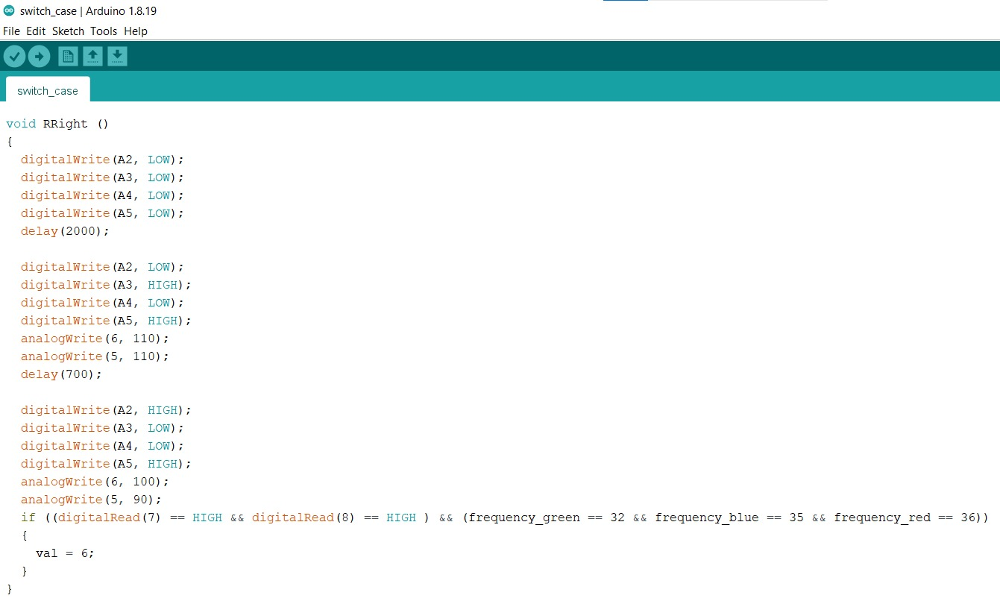 switch_case | Arduino 1.8.19
File Edit Sketch Tools Help
switch_case
void RRight ()
{
  digitalWrite(A2, LOW);
  digitalWrite(A3, LOW);
  digitalWrite(A4, LOW);
  digitalWrite(A5, LOW);
  delay(2000);

  digitalWrite(A2, LOW);
  digitalWrite(A3, HIGH);
  digitalWrite(A4, LOW);
  digitalWrite(A5, HIGH);
  analogWrite(6, 110);
  analogWrite(5, 110);
  delay(700);

  digitalWrite(A2, HIGH);
  digitalWrite(A3, LOW);
  digitalWrite(A4, LOW);
  digitalWrite(A5, HIGH);
  analogWrite(6, 100);
  analogWrite(5, 90);
  if ((digitalRead(7) == HIGH && digitalRead(8) == HIGH ) && (frequency_green == 32 && frequency_blue == 35 && frequency_red == 36))
  {
    val = 6;
  }
}